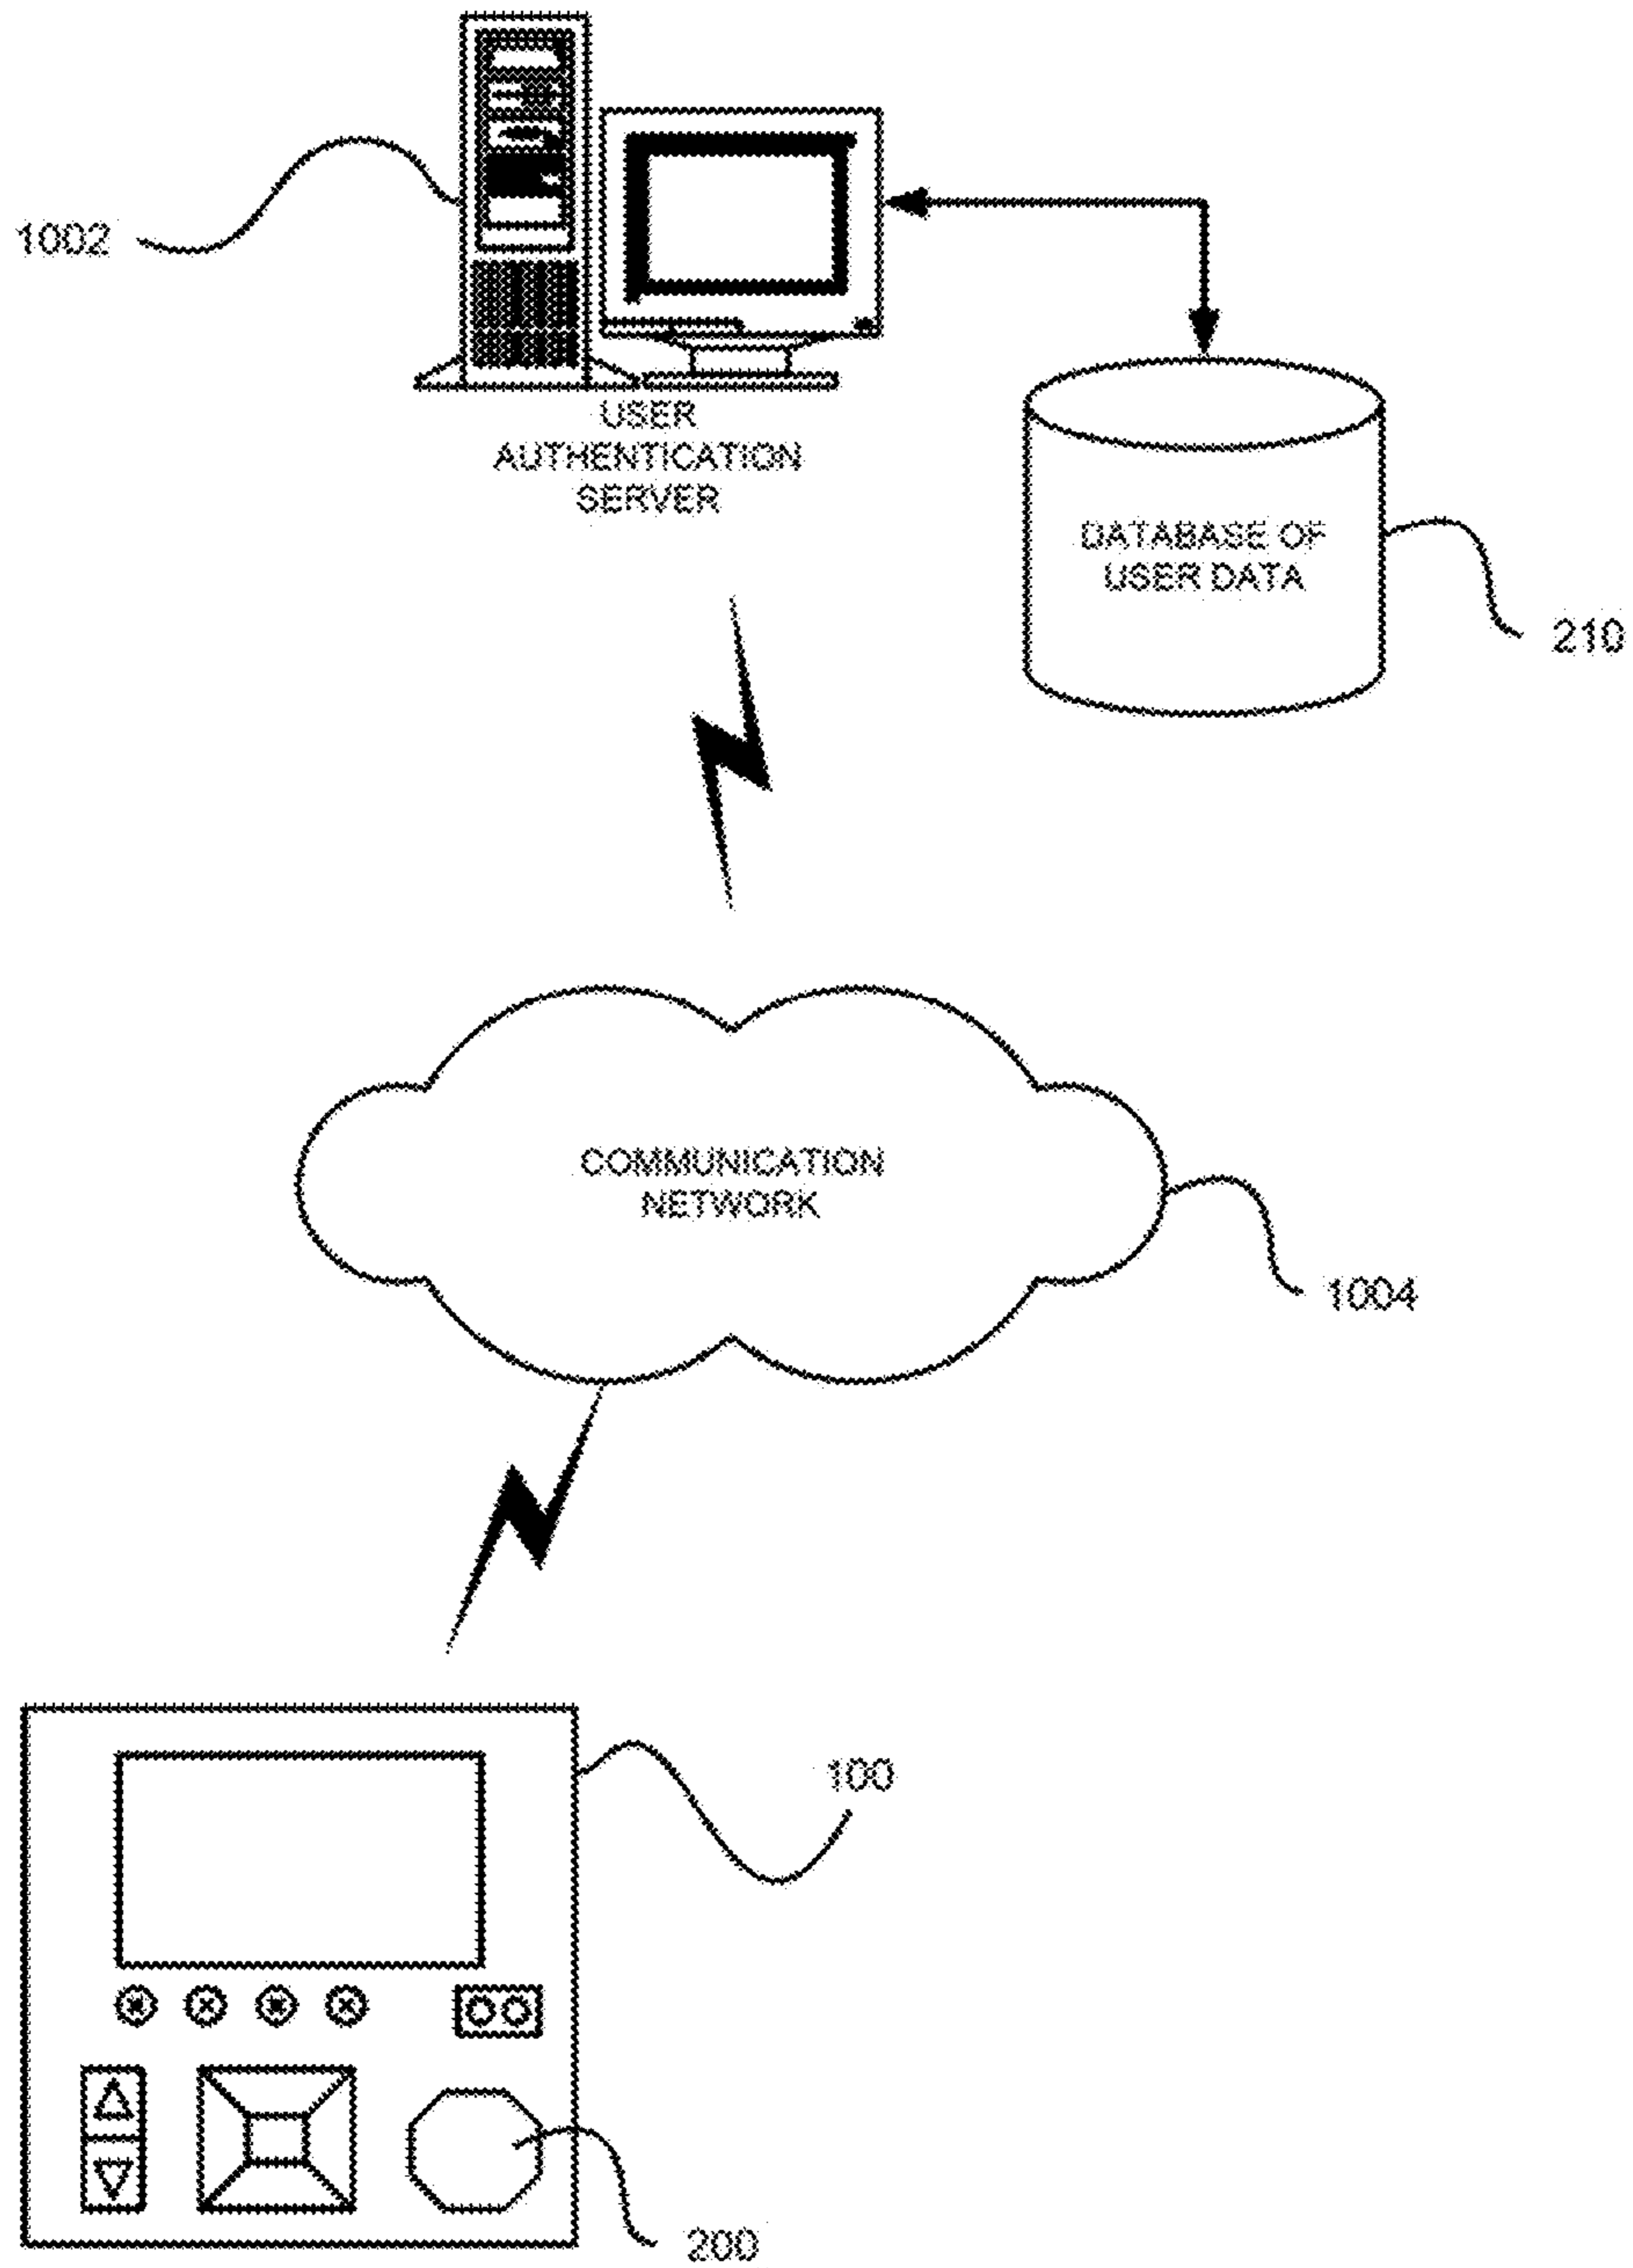 1002
USER
AUTHENTICATION
SERVER
DATABASE OF
USER DATA
210
COMMUNICATION
NETWORK
1004
100
200